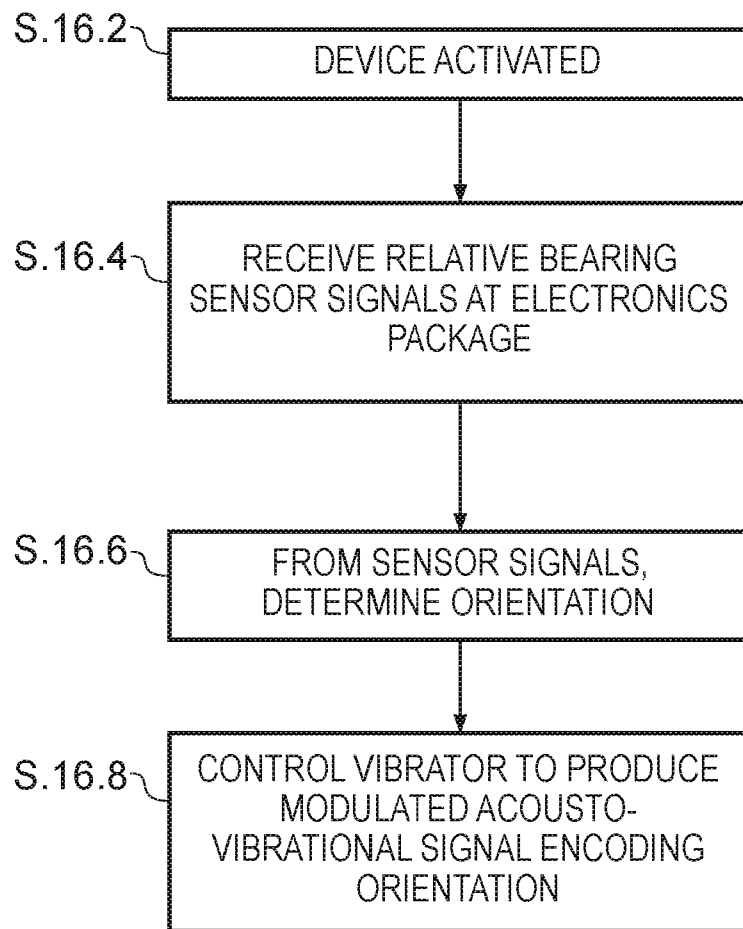 S.16.2
DEVICE ACTIVATED
S.16.4
RECEIVE RELATIVE BEARING
SENSOR SIGNALS AT ELECTRONICS
PACKAGE
S.16.6
FROM SENSOR SIGNALS,
DETERMINE ORIENTATION
S.16.8
CONTROL VIBRATOR TO PRODUCE
MODULATED ACOUSTO-
VIBRATIONAL SIGNAL ENCODING
ORIENTATION